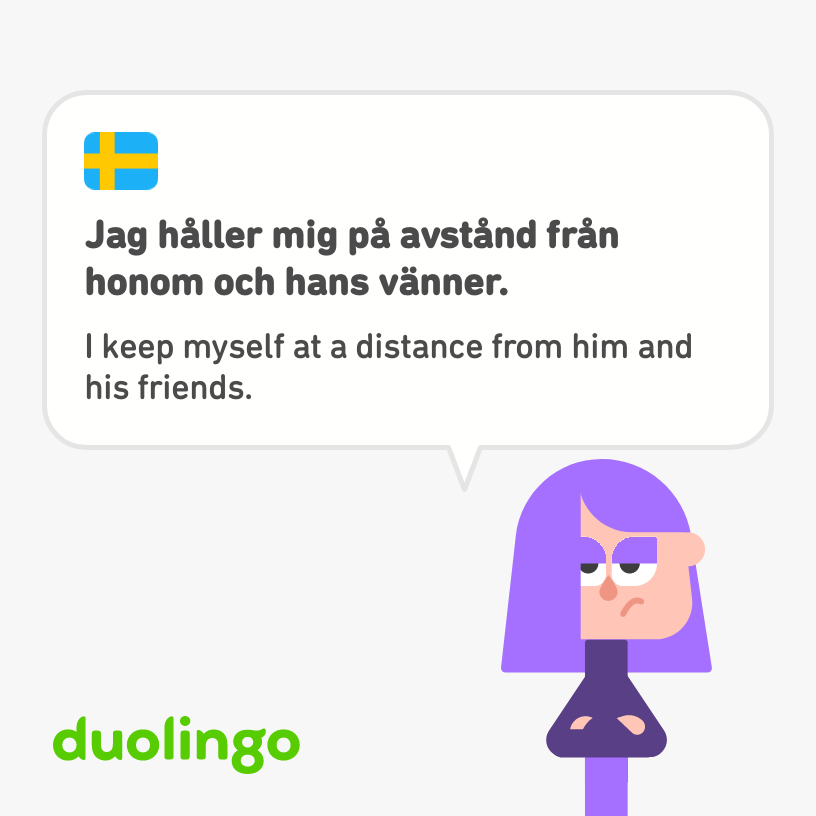 Jag håller mig på avstånd från
honom och hans vänner.
I keep myself at a distance from him and
his friends.
duolingo